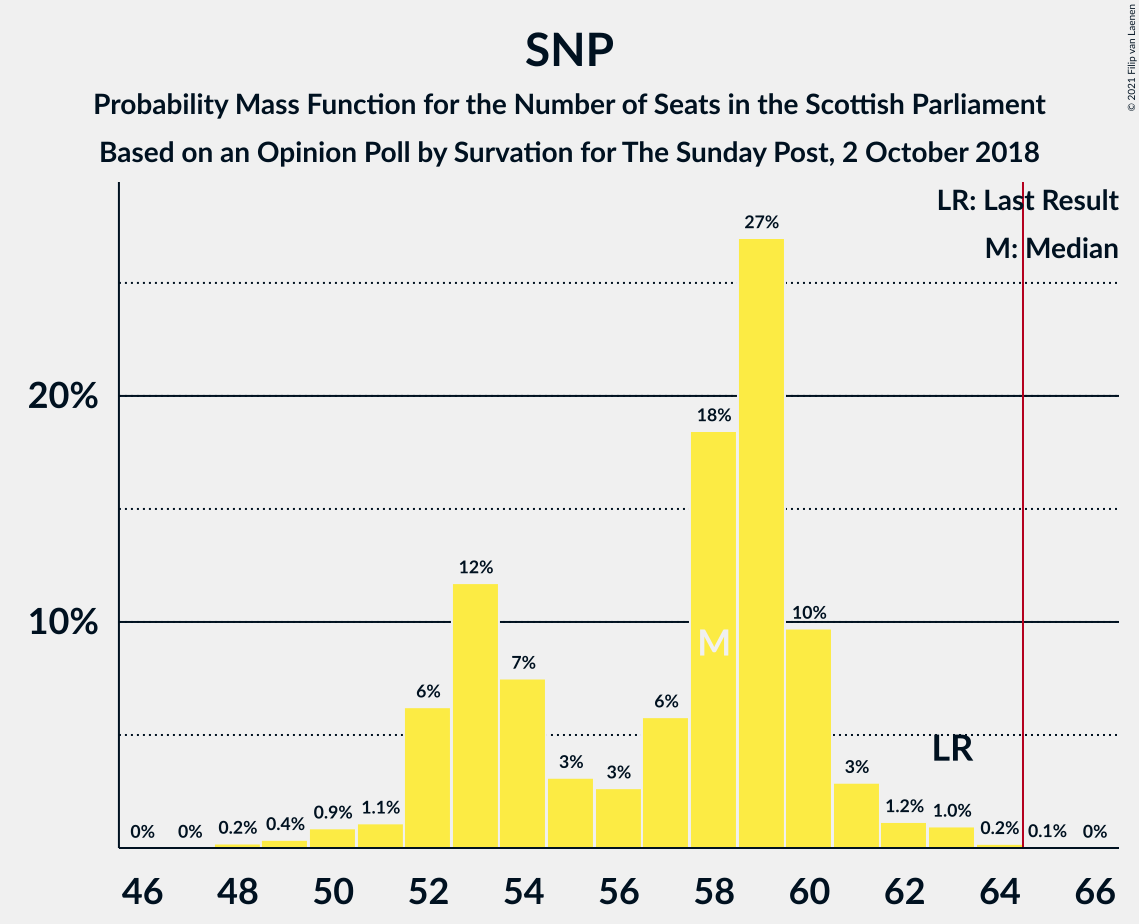 SNP
Probability Mass Function for the Number of Seats in the Scottish Parliament
Based on an Opinion Poll by Survation for The Sunday Post, 2 October 2018
© 2021 Filip van Laenen
LR: Last Result
M: Median
27%
20%
18%
12%
10%
10%
M
7%
6%
6%
LR
3%
3%
3%
0% 0% 0.2% 0.4% 0.9% 1.1% 1.2% 1.0% 0.2% 0.1% 0%
46 48 50 52 54 56 58 60 62 64 66